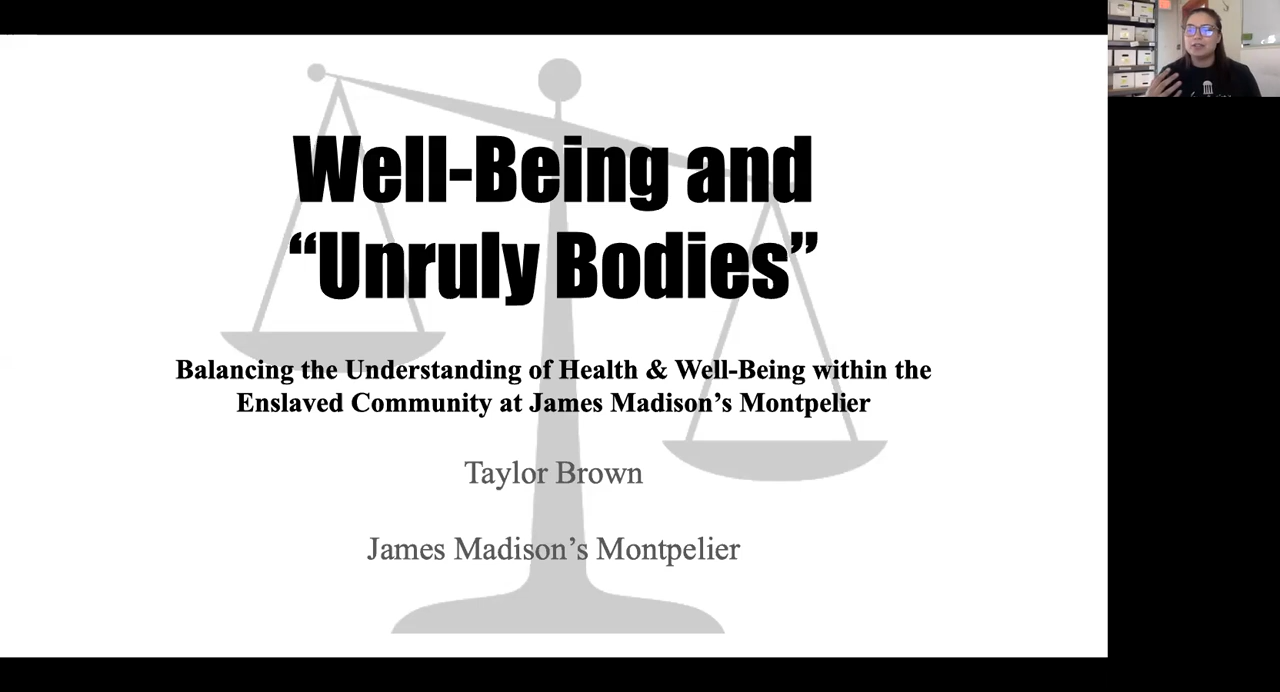 Well-Being and
“Unruly Bodies”
Balancing the Understanding of Health & Well-Being within the
Enslaved Community at James Madison’s Montpelier
Taylor Brown
James Madison’s Montpelier